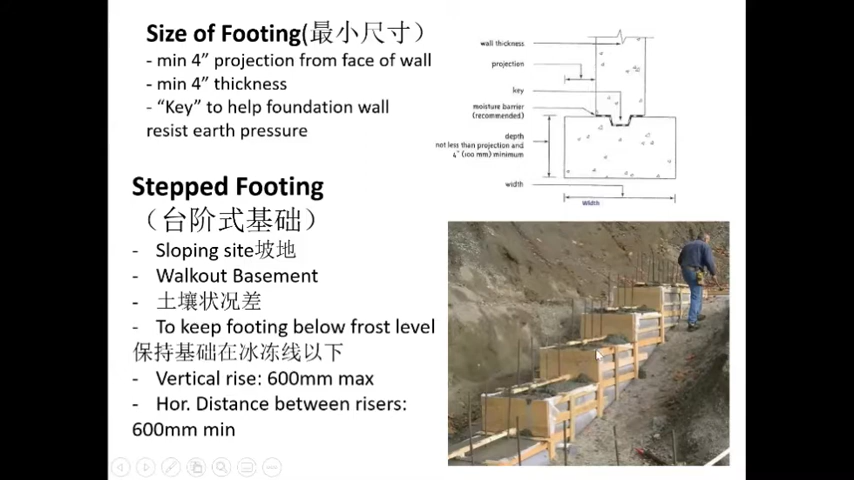 Size of Footing(最小尺寸）
- min 4” projection from face of wall
- min 4” thickness
- “Key” to help foundation wall
resist earth pressure
Stepped Footing
（台阶式基础）
- Sloping site坡地
- Walkout Basement
- 土壤状况差
- To keep footing below frost level
保持基础在冰冻线以下
- Vertical rise: 600mm max
- Hor. Distance between risers:
600mm min
wall thickness
projection
key
moisture barrier
(recommended)
depth
not less than projection and
4" (100 mm) minimum
width
Width